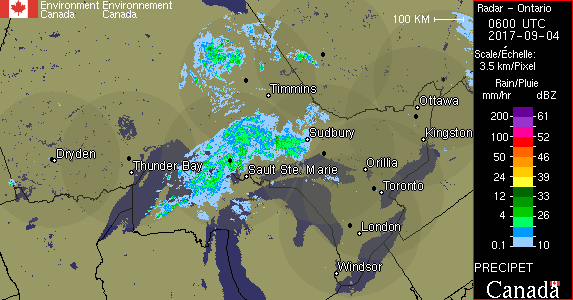 Environment Environnement
Canada Canada
100 KM
Timmins
Ottawa
Sudbury
Kingston
Dryden
Thunder Bay
Sault Ste. Marie
Orillia
Toronto
London
Windsor
Radar - Ontario
0600 UTC
2017-09-04
Scale/Échelle:
3.5 km/Pixel
Rain/Pluie
mm/hr dBZ
200 61
100 52
50 46
24 39
12 33
4 26
0.1 10
PRECIPET
Canada